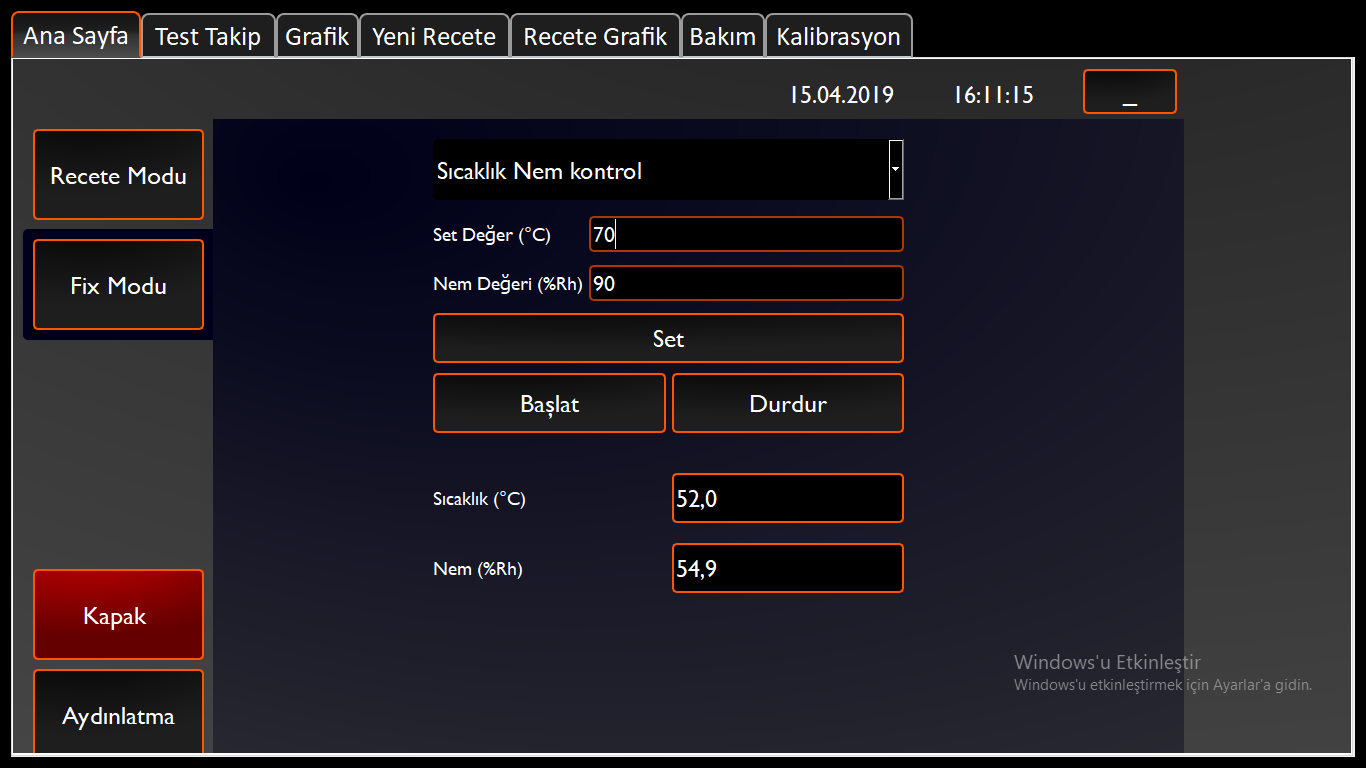 Ana Sayfa Test Takip Grafik Yeni Recete Recete Grafik Bakım Kalibrasyon
15.04.2019 16:11:15 _
Recete Modu
Sıcaklık Nem kontrol
Set Değer (°C) 70
Fix Modu
Nem Değeri (%Rh) 90
Set
Başlat Durdur
Sıcaklık (°C) 52,0
Nem (%Rh) 54,9
Kapak
Aydınlatma
Windows'u Etkinleştir
Windows'u etkinleştirmek için Ayarlar'a gidin.